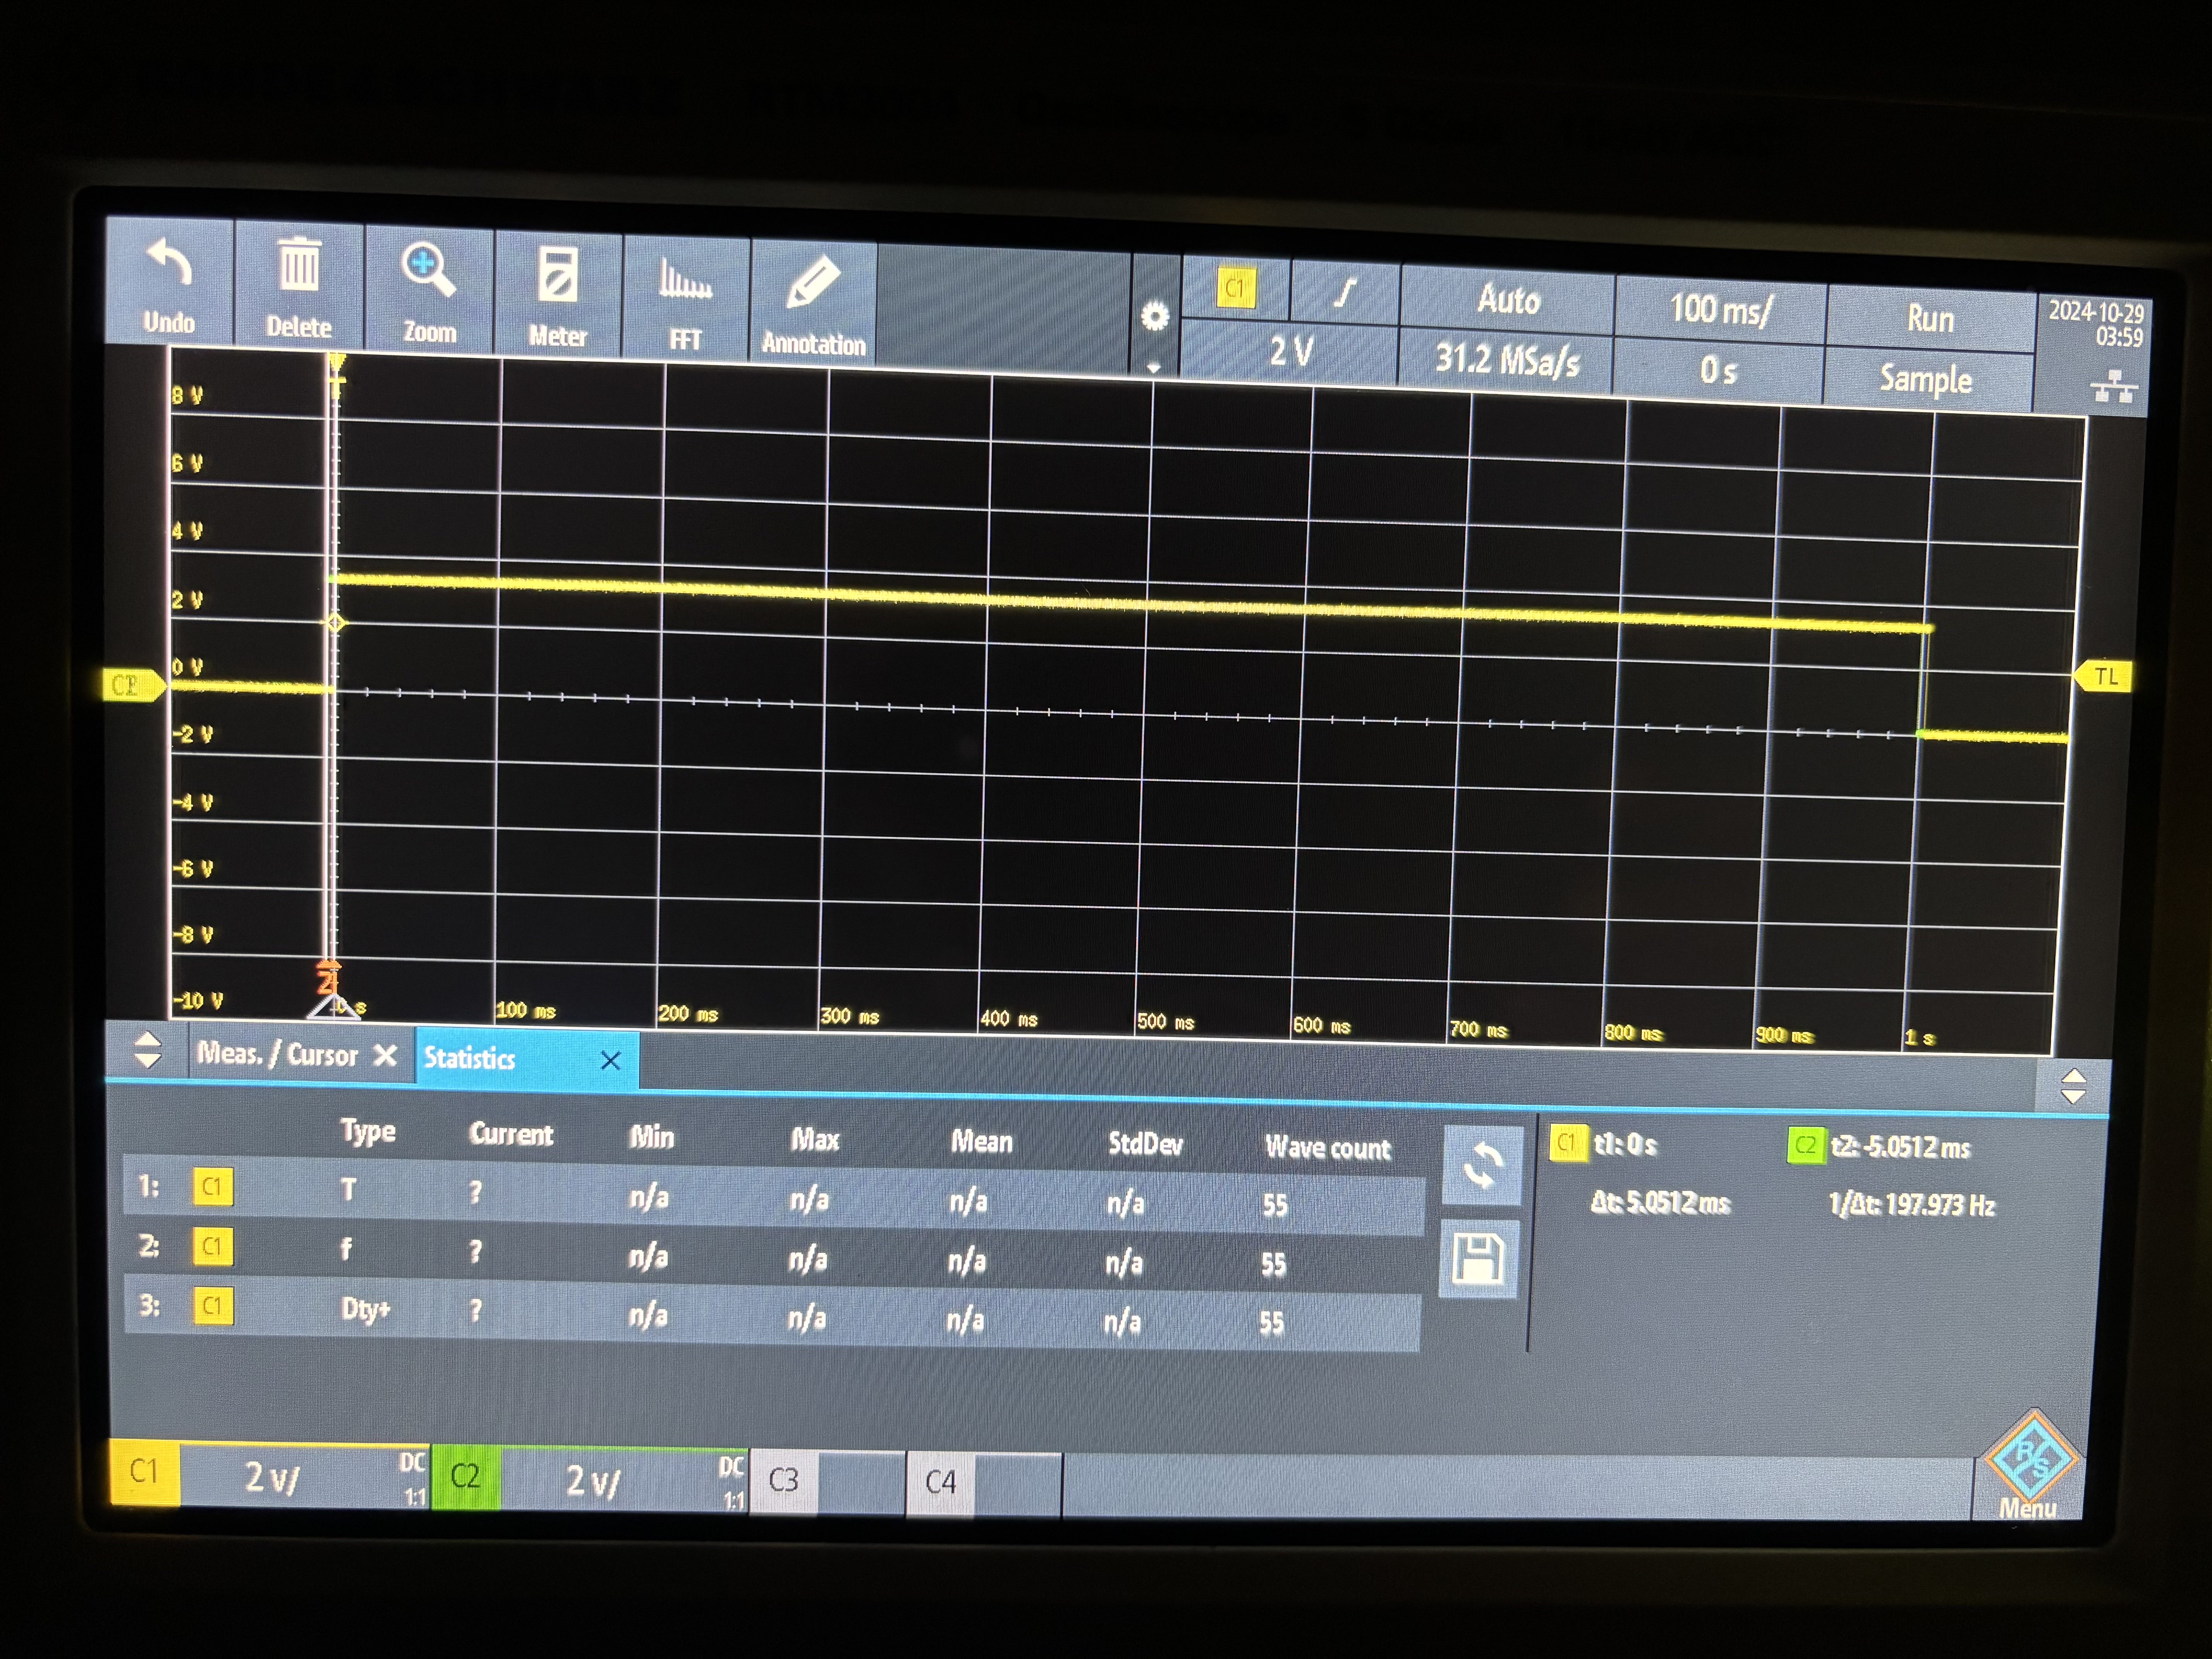 Undo
Delete
Zoom
Meter
FFT
Annotation
C1
Auto
100 ms/
Run
2024-10-29
03:59
2 V
31.2 MSa/s
0 s
Sample
8 V
6 V
4 V
2 V
0 V
-2 V
-4 V
-6 V
-8 V
-10 V
TL
0 s
100 ms
200 ms
300 ms
400 ms
500 ms
600 ms
700 ms
800 ms
900 ms
1 s
Meas. / Cursor
Statistics
Type Current Min Max Mean StdDev Wave count
1: C1 T ? n/a n/a n/a n/a 55
2: C1 f ? n/a n/a n/a n/a 55
3: C1 Dty+ ? n/a n/a n/a n/a 55
C1 t1: 0 s C2 t2: -5.0512 ms
Δt: 5.0512 ms 1/Δt: 197.973 Hz
C1 2 V/ DC 1:1
C2 2 V/ DC 1:1
C3
C4
R S
Menu